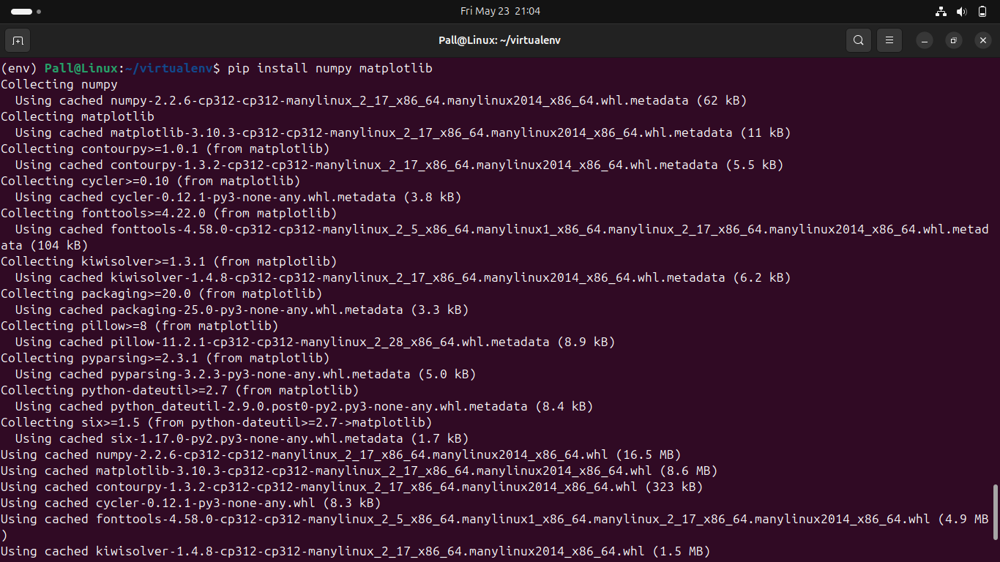 Fri May 23 21:04
Pall@Linux: ~/virtualenv
(env) Pall@Linux:~/virtualenv$ pip install numpy matplotlib
Collecting numpy
  Using cached numpy-2.2.6-cp312-cp312-manylinux_2_17_x86_64.manylinux2014_x86_64.whl.metadata (62 kB)
Collecting matplotlib
  Using cached matplotlib-3.10.3-cp312-cp312-manylinux_2_17_x86_64.manylinux2014_x86_64.whl.metadata (11 kB)
Collecting contourpy>=1.0.1 (from matplotlib)
  Using cached contourpy-1.3.2-cp312-cp312-manylinux_2_17_x86_64.manylinux2014_x86_64.whl.metadata (5.5 kB)
Collecting cycler>=0.10 (from matplotlib)
  Using cached cycler-0.12.1-py3-none-any.whl.metadata (3.8 kB)
Collecting fonttools>=4.22.0 (from matplotlib)
  Using cached fonttools-4.58.0-cp312-cp312-manylinux_2_5_x86_64.manylinux1_x86_64.manylinux_2_17_x86_64.manylinux2014_x86_64.whl.metad
ata (104 kB)
Collecting kiwisolver>=1.3.1 (from matplotlib)
  Using cached kiwisolver-1.4.8-cp312-cp312-manylinux_2_17_x86_64.manylinux2014_x86_64.whl.metadata (6.2 kB)
Collecting packaging>=20.0 (from matplotlib)
  Using cached packaging-25.0-py3-none-any.whl.metadata (3.3 kB)
Collecting pillow>=8 (from matplotlib)
  Using cached pillow-11.2.1-cp312-cp312-manylinux_2_28_x86_64.whl.metadata (8.9 kB)
Collecting pyparsing>=2.3.1 (from matplotlib)
  Using cached pyparsing-3.2.3-py3-none-any.whl.metadata (5.0 kB)
Collecting python-dateutil>=2.7 (from matplotlib)
  Using cached python_dateutil-2.9.0.post0-py2.py3-none-any.whl.metadata (8.4 kB)
Collecting six>=1.5 (from python-dateutil>=2.7->matplotlib)
  Using cached six-1.17.0-py2.py3-none-any.whl.metadata (1.7 kB)
Using cached numpy-2.2.6-cp312-cp312-manylinux_2_17_x86_64.manylinux2014_x86_64.whl (16.5 MB)
Using cached matplotlib-3.10.3-cp312-cp312-manylinux_2_17_x86_64.manylinux2014_x86_64.whl (8.6 MB)
Using cached contourpy-1.3.2-cp312-cp312-manylinux_2_17_x86_64.manylinux2014_x86_64.whl (323 kB)
Using cached cycler-0.12.1-py3-none-any.whl (8.3 kB)
Using cached fonttools-4.58.0-cp312-cp312-manylinux_2_5_x86_64.manylinux1_x86_64.manylinux_2_17_x86_64.manylinux2014_x86_64.whl (4.9 MB
)
Using cached kiwisolver-1.4.8-cp312-cp312-manylinux_2_17_x86_64.manylinux2014_x86_64.whl (1.5 MB)